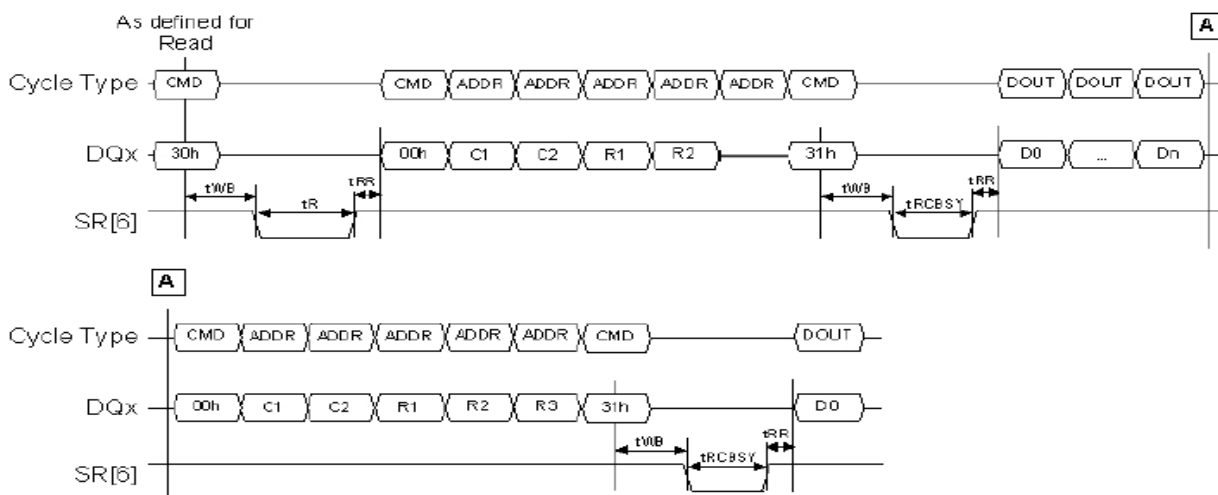 As defined for
Read
A
Cycle Type CMD CMD ADDR ADDR ADDR ADDR ADDR CMD DOUT DOUT DOUT
DQx 30h 00h C1 C2 R1 R2 31h D0 ... Dn
tWB tR tRR tWB tRCBSY tRR
SR[6]
A
Cycle Type CMD ADDR ADDR ADDR ADDR ADDR CMD DOUT
DQx 00h C1 C2 R1 R2 R3 31h D0
tWB tRCBSY tRR
SR[6]